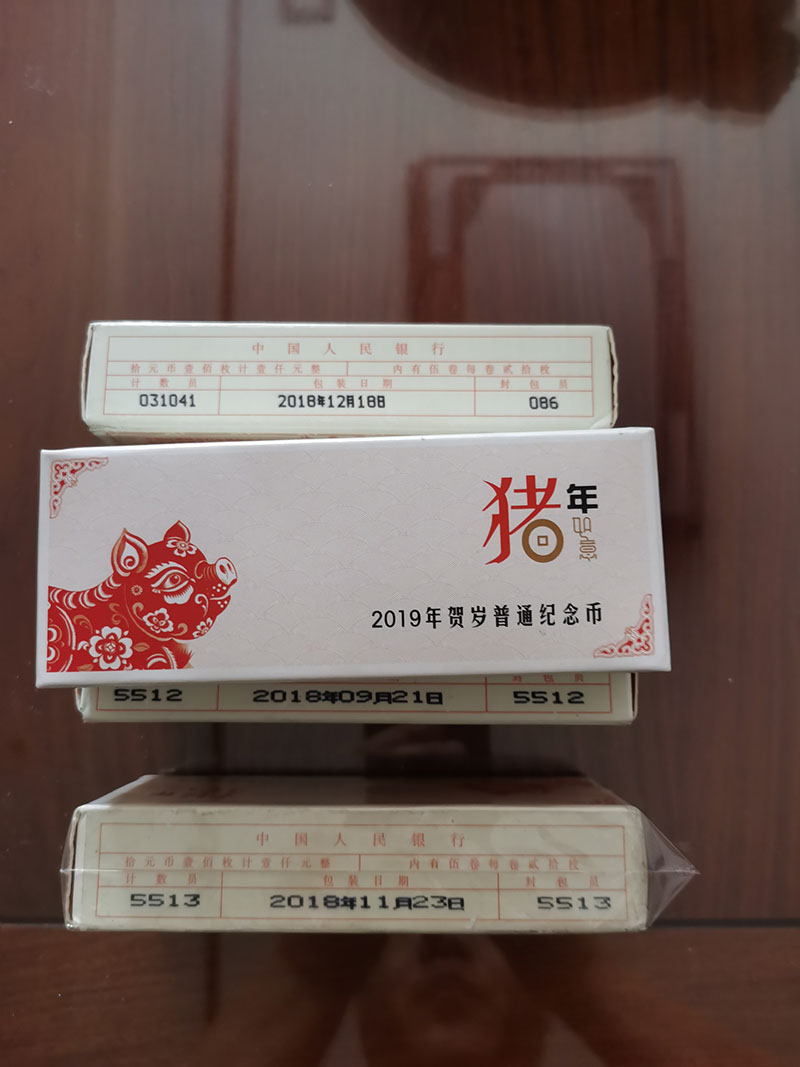 中国人民银行
拾元币壹佰枚计壹仟元整 内有伍卷每卷贰拾枚
计数员 包装日期 封包员
031041 2018年12月18日 086
猪年
2019年贺岁普通纪念币
5512 2018年09月21日 5512
中国人民银行
拾元币壹佰枚计壹仟元整 内有伍卷每卷贰拾枚
计数员 包装日期 封包员
5513 2018年11月23日 5513